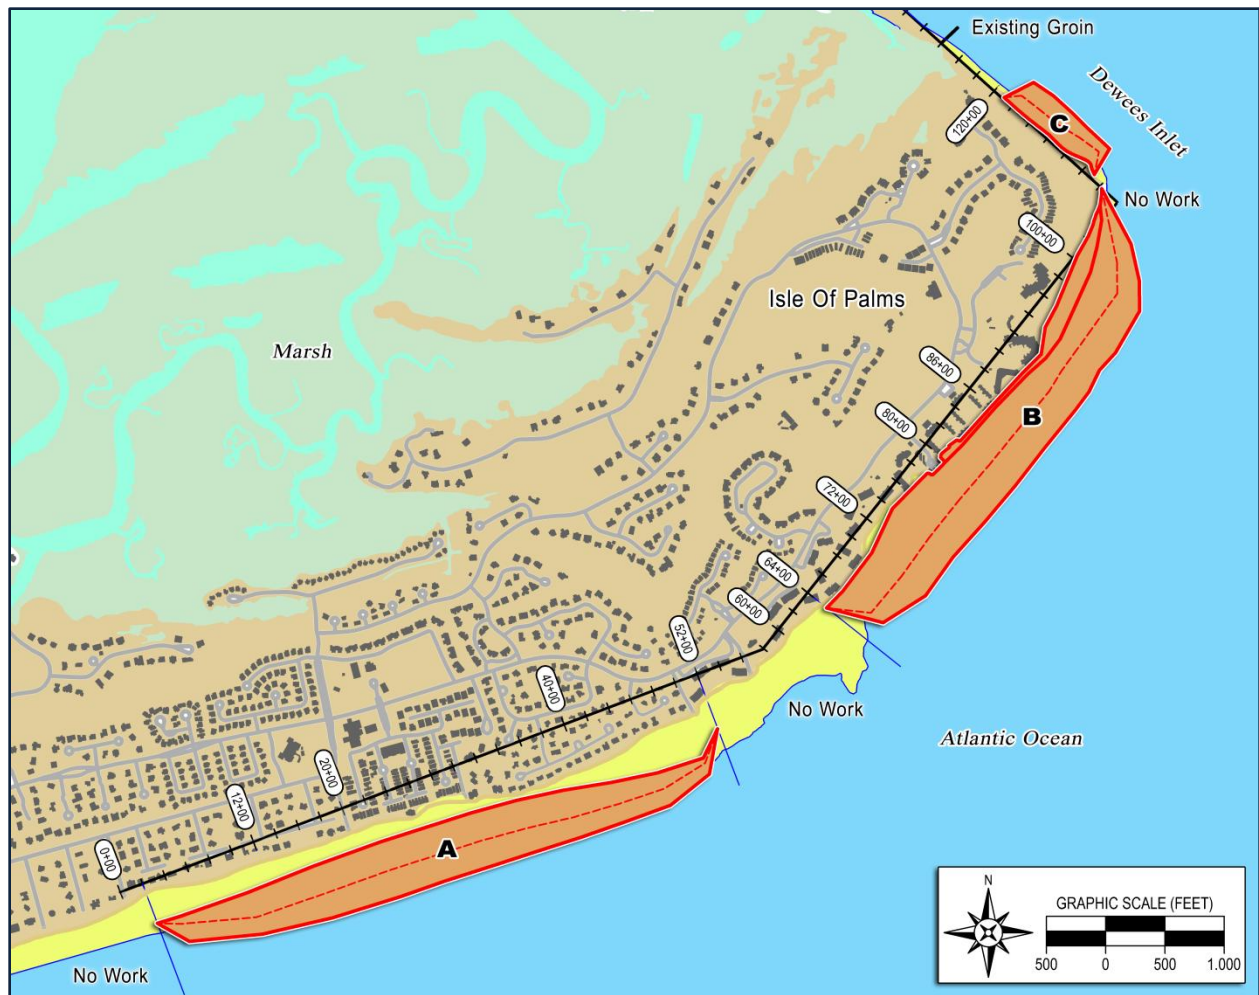 Existing Groin
Dewees Inlet
C
120+00
No Work
100+00
Isle Of Palms
Marsh
86+00
B
80+00
72+00
64+00
60+00
52+00
40+00
No Work
Atlantic Ocean
20+00
12+00
A
0+00
No Work
N
GRAPHIC SCALE (FEET)
500 0 500 1.000